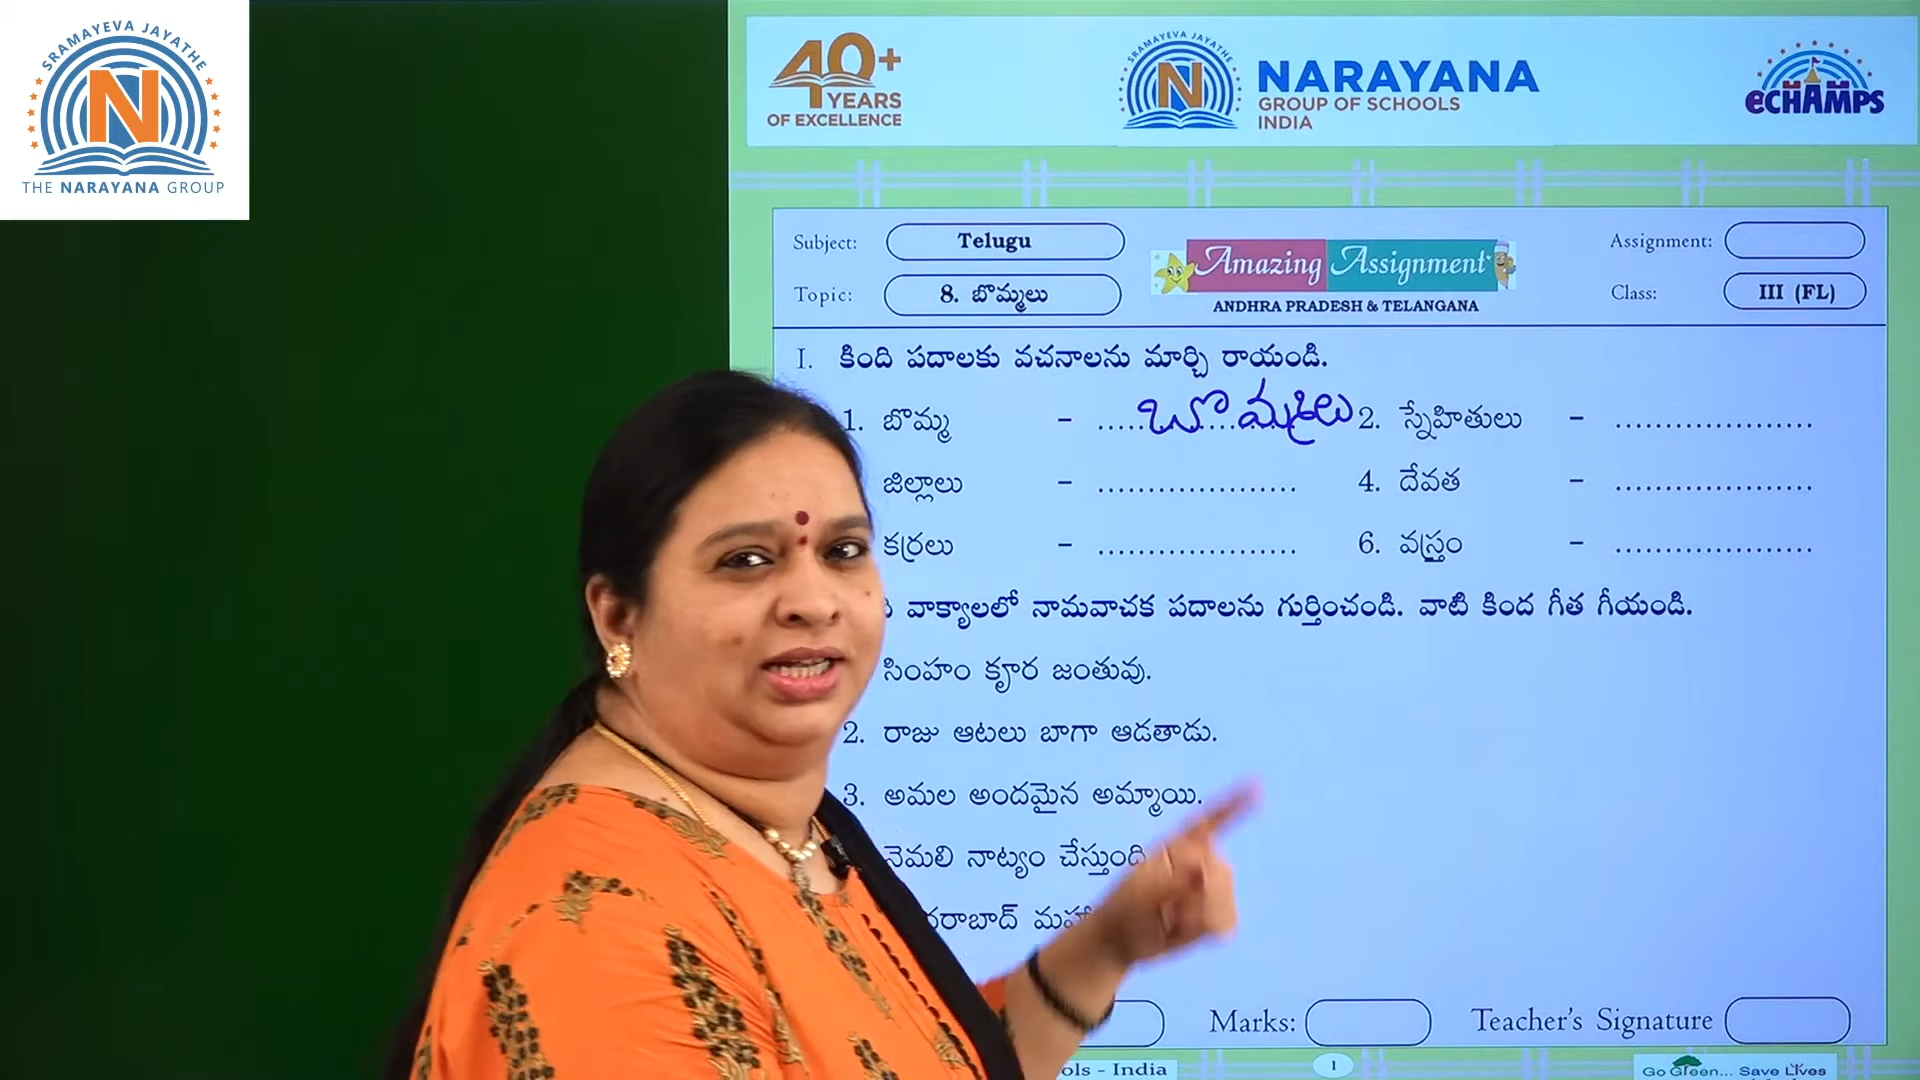 SRAMAYEVA JAYATHE
N
THE NARAYANA GROUP
40+
YEARS
OF EXCELLENCE
SRAMAYEVA JAYATHE
N
NARAYANA
GROUP OF SCHOOLS
INDIA
eCHAMPS
Subject: Telugu
Topic: 8. బొమ్మలు
Amazing Assignment
ANDHRA PRADESH & TELANGANA
Assignment:
Class: III (FL)
I. కింది పదాలకు వచనాలను మార్చి రాయండి.
1. బొమ్మ - బొమ్మలు 2. స్నేహితులు - ....................
జిల్లాలు - .................... 4. దేవత - ....................
కర్రలు - .................... 6. వస్త్రం - ....................
వాక్యాలలో నామవాచక పదాలను గుర్తించండి. వాటి కింద గీత గీయండి.
సింహం కౄర జంతువు.
2. రాజు ఆటలు బాగా ఆడతాడు.
3. అమల అందమైన అమ్మాయి.
నెమలి నాట్యం చేస్తుంది
Marks: Teacher's Signature
- India
1
Go Green... Save Lives